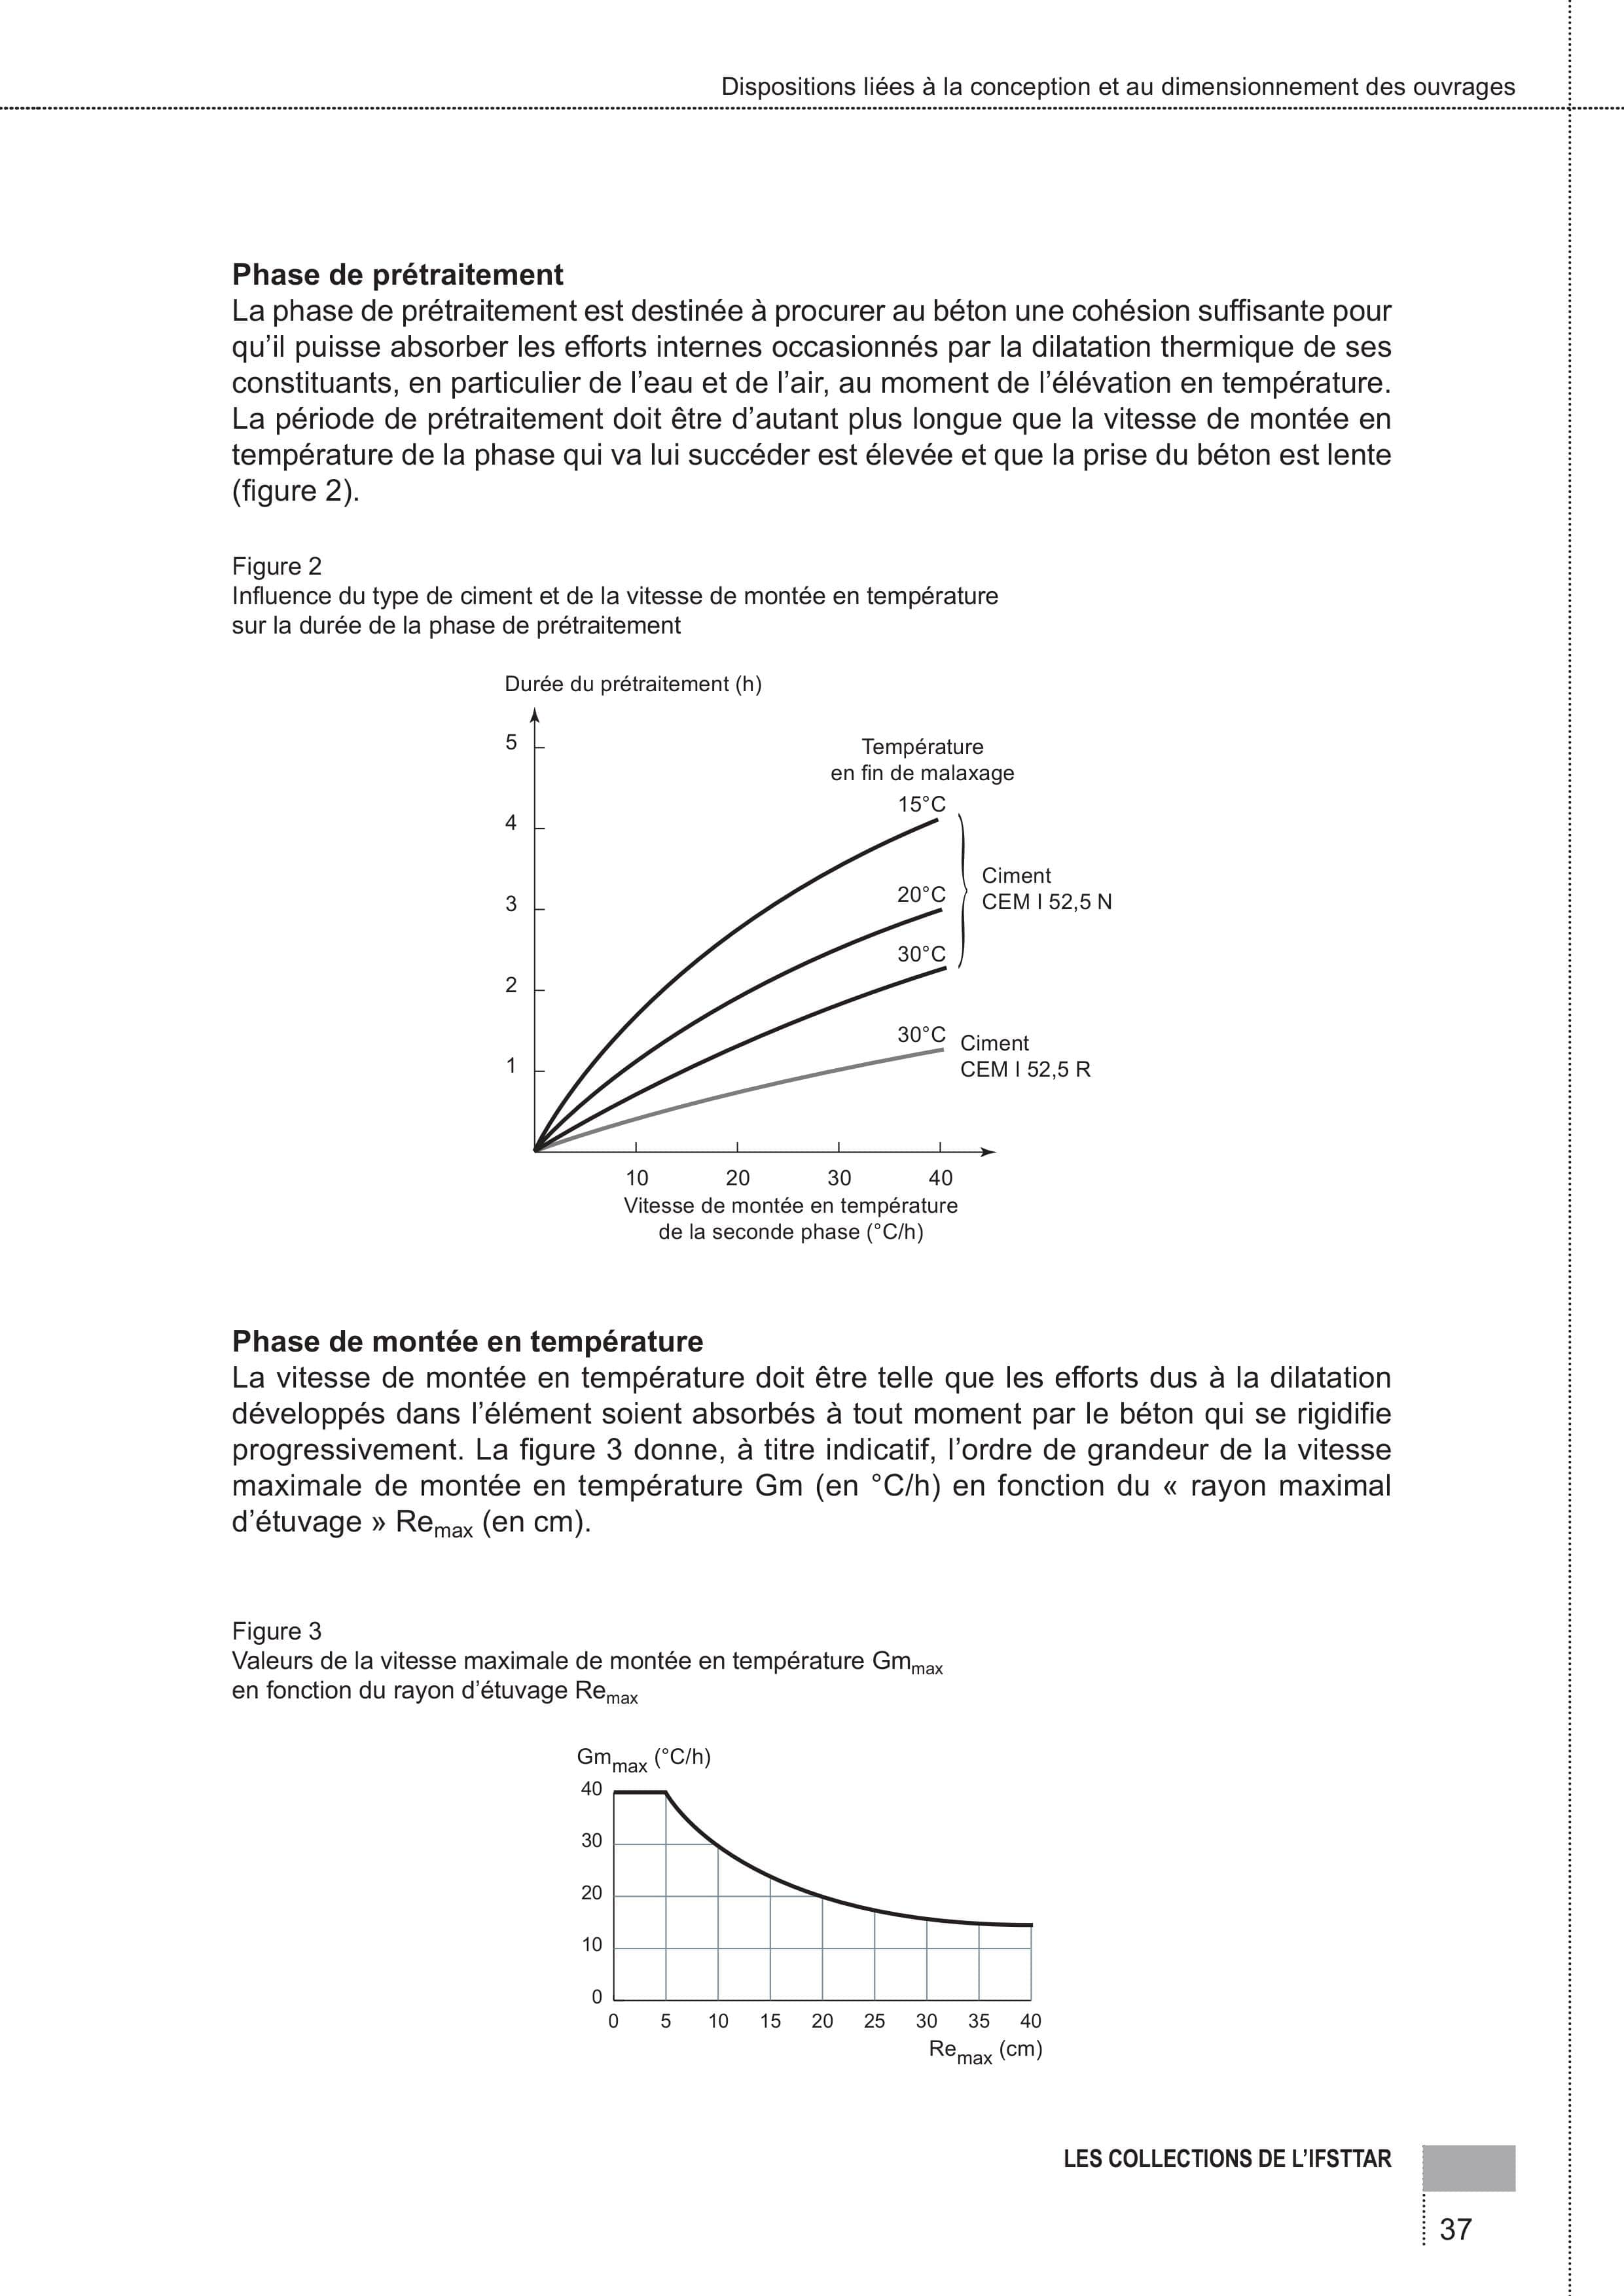 Dispositions liées à la conception et au dimensionnement des ouvrages
Phase de prétraitement
La phase de prétraitement est destinée à procurer au béton une cohésion suffisante pour
qu’il puisse absorber les efforts internes occasionnés par la dilatation thermique de ses
constituants, en particulier de l’eau et de l’air, au moment de l’élévation en température.
La période de prétraitement doit être d’autant plus longue que la vitesse de montée en
température de la phase qui va lui succéder est élevée et que la prise du béton est lente
(figure 2).
Figure 2
Influence du type de ciment et de la vitesse de montée en température
sur la durée de la phase de prétraitement
Durée du prétraitement (h)
5
4
3
2
1
Température
en fin de malaxage
15°C
20°C
30°C
Ciment
CEM I 52,5 N
30°C
Ciment
CEM I 52,5 R
10 20 30 40
Vitesse de montée en température
de la seconde phase (°C/h)
Phase de montée en température
La vitesse de montée en température doit être telle que les efforts dus à la dilatation
développés dans l’élément soient absorbés à tout moment par le béton qui se rigidifie
progressivement. La figure 3 donne, à titre indicatif, l’ordre de grandeur de la vitesse
maximale de montée en température Gm (en °C/h) en fonction du « rayon maximal
d’étuvage » Remax (en cm).
Figure 3
Valeurs de la vitesse maximale de montée en température Gmmax
en fonction du rayon d’étuvage Remax
Gmmax (°C/h)
40
30
20
10
0
0 5 10 15 20 25 30 35 40
Remax (cm)
LES COLLECTIONS DE L’IFSTTAR
37